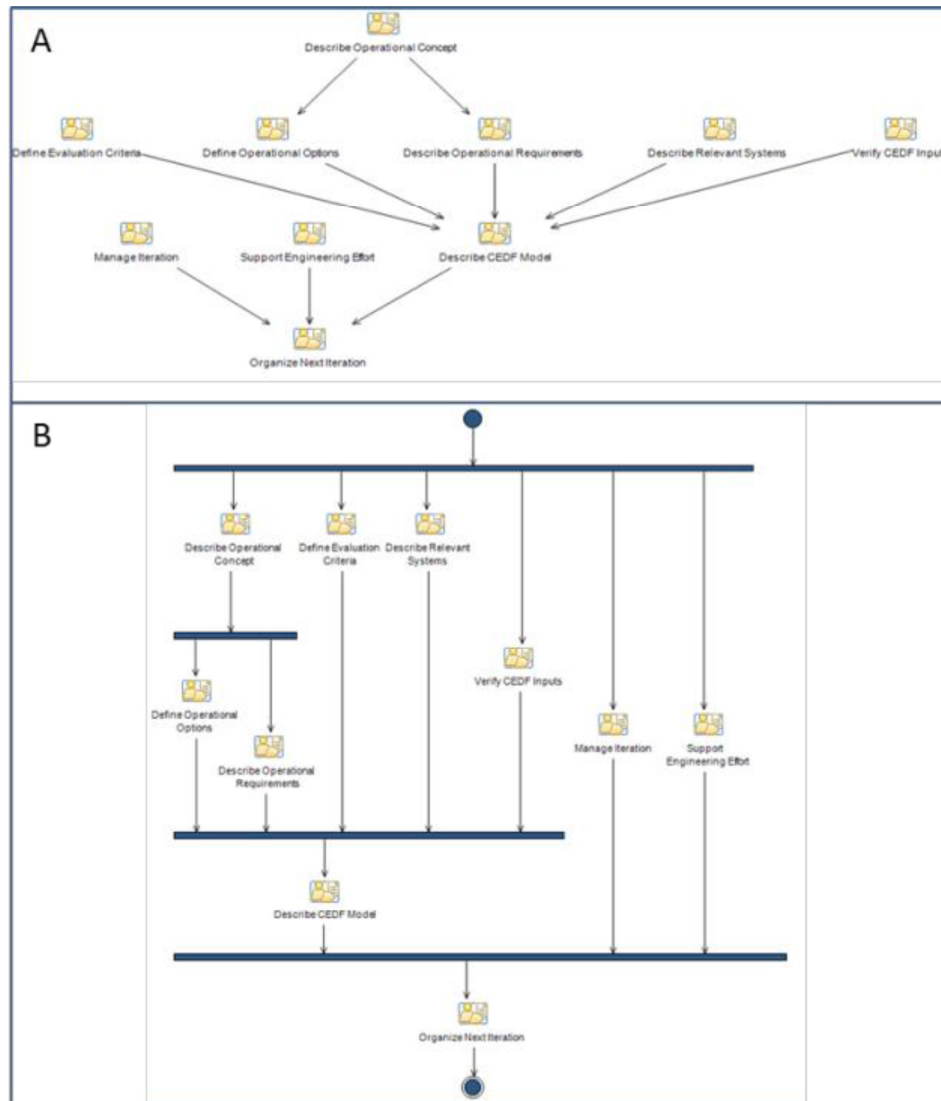 A
Describe Operational Concept
Define Evaluation Criteria
Define Operational Options
Describe Operational Requirements
Describe Relevant Systems
Verify CEDF Input
Manage Iteration
Support Engineering Effort
Describe CEDF Model
Organize Next Iteration
B
Describe Operational
Concept
Define Evaluation
Criteria
Describe Relevant
Systems
Verify CEDF Inputs
Define Operational
Options
Describe Operational
Requirements
Manage Iteration
Support
Engineering Effort
Describe CEDF Model
Organize Next Iteration